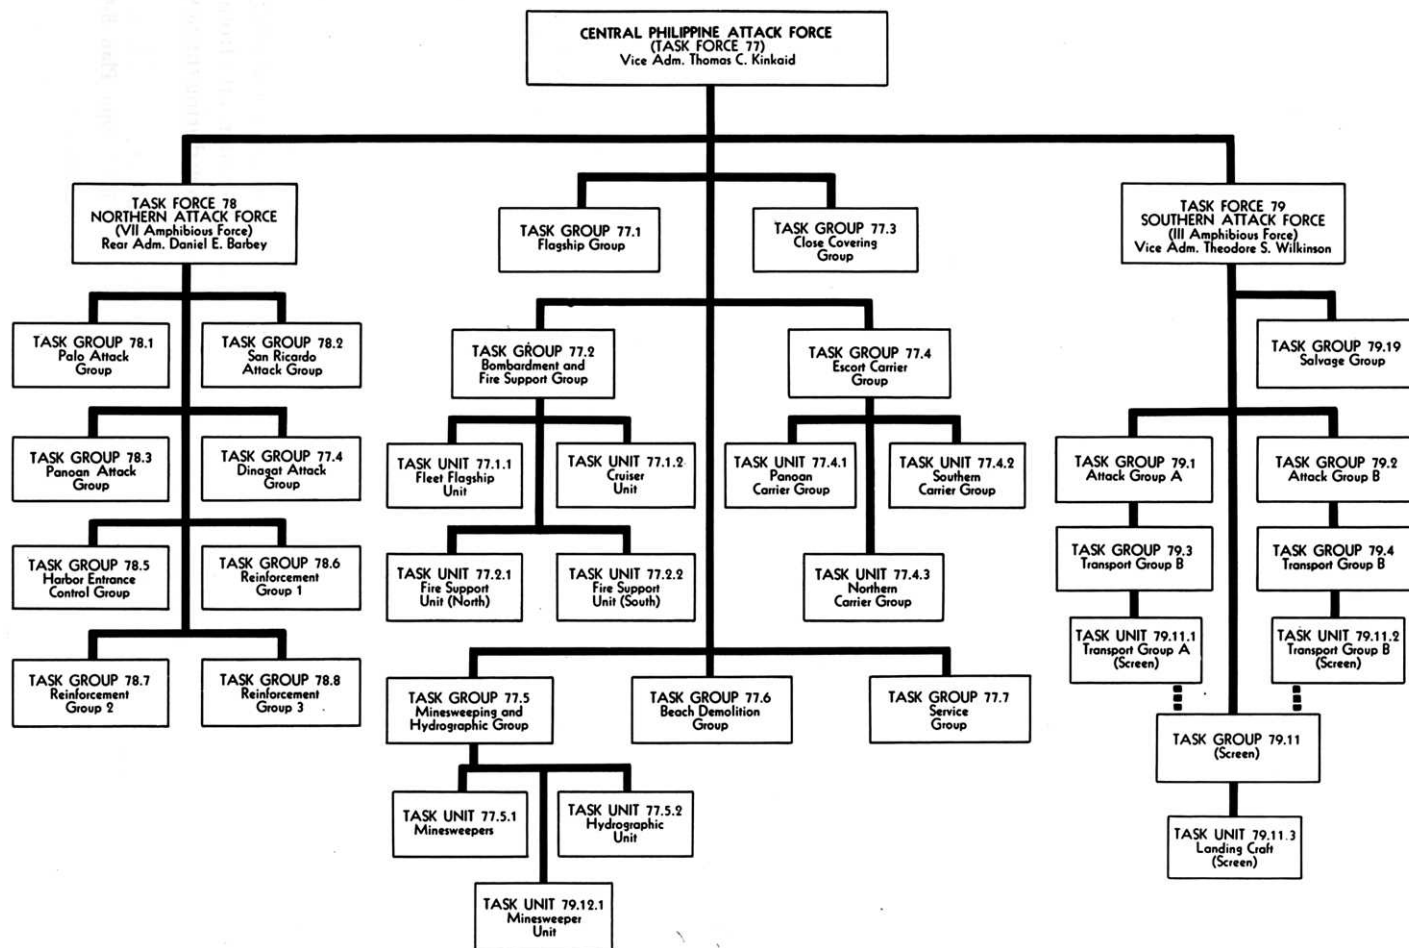 CENTRAL PHILIPPINE ATTACK FORCE
(TASK FORCE 77)
Vice Adm. Thomas C. Kinkaid
TASK FORCE 78
NORTHERN ATTACK FORCE
(VII Amphibious Force)
Rear Adm. Daniel E. Barbey
TASK GROUP 77.1
Flagship Group
TASK GROUP 77.3
Close Covering
Group
TASK FORCE 79
SOUTHERN ATTACK FORCE
(III Amphibious Force)
Vice Adm. Theodore S. Wilkinson
TASK GROUP 78.1
Palo Attack
Group
TASK GROUP 78.2
San Ricardo
Attack Group
TASK GROUP 77.2
Bombardment and
Fire Support Group
TASK GROUP 77.4
Escort Carrier
Group
TASK GROUP 79.19
Salvage Group
TASK GROUP 78.3
Panoan Attack
Group
TASK GROUP 77.4
Dinagat Attack
Group
TASK UNIT 77.1.1
Fleet Flagship
Unit
TASK UNIT 77.1.2
Cruiser
Unit
TASK UNIT 77.4.1
Panoan
Carrier Group
TASK UNIT 77.4.2
Southern
Carrier Group
TASK GROUP 79.1
Attack Group A
TASK GROUP 79.2
Attack Group B
TASK GROUP 78.5
Harbor Entrance
Control Group
TASK GROUP 78.6
Reinforcement
Group 1
TASK UNIT 77.2.1
Fire Support
Unit (North)
TASK UNIT 77.2.2
Fire Support
Unit (South)
TASK UNIT 77.4.3
Northern
Carrier Group
TASK GROUP 79.3
Transport Group B
TASK GROUP 79.4
Transport Group B
TASK GROUP 78.7
Reinforcement
Group 2
TASK GROUP 78.8
Reinforcement
Group 3
TASK GROUP 77.5
Minesweeping and
Hydrographic Group
TASK GROUP 77.6
Beach Demolition
Group
TASK GROUP 77.7
Service
Group
TASK UNIT 79.11.1
Transport Group A
(Screen)
TASK UNIT 79.11.2
Transport Group B
(Screen)
TASK GROUP 79.11
(Screen)
TASK UNIT 77.5.1
Minesweepers
TASK UNIT 77.5.2
Hydrographic
Unit
TASK UNIT 79.11.3
Landing Craft
(Screen)
TASK UNIT 79.12.1
Minesweeper
Unit